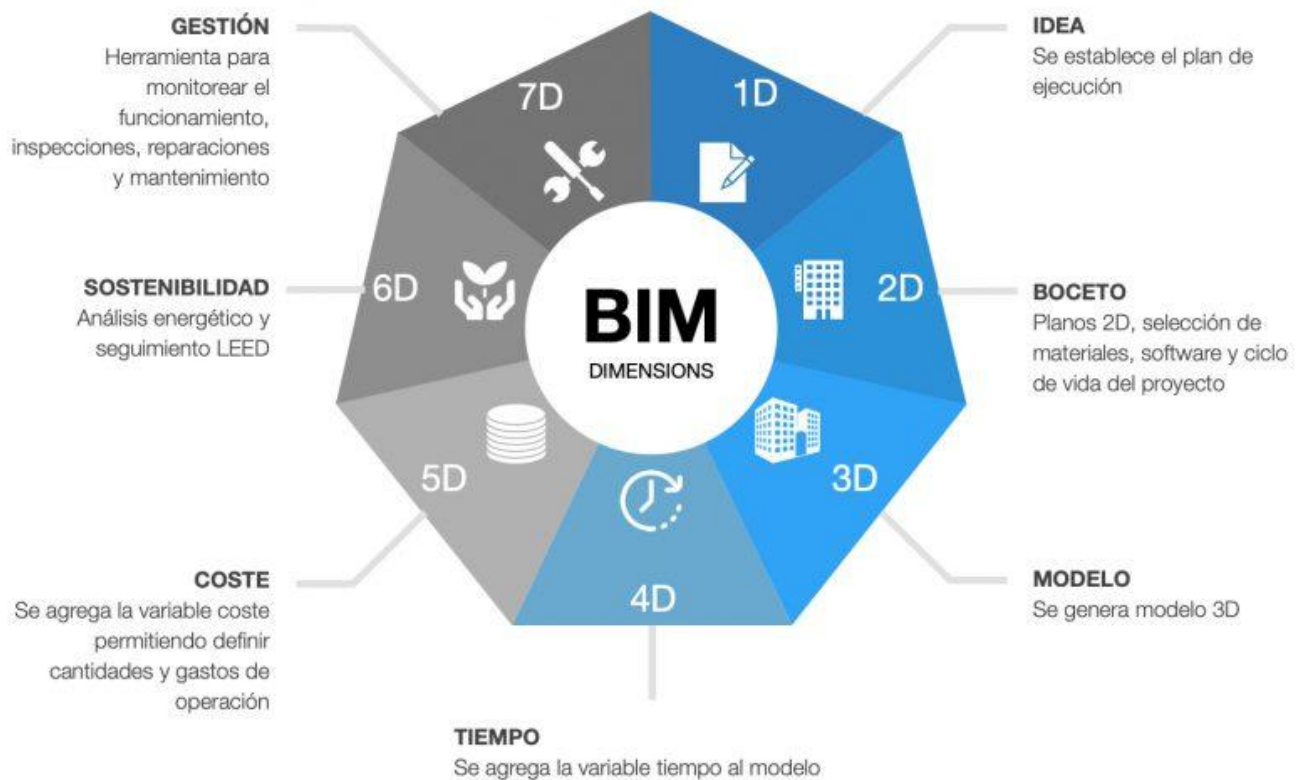 GESTIÓN
Herramienta para
monitorear el
funcionamiento,
inspecciones, reparaciones
y mantenimiento
7D
1D
IDEA
Se establece el plan de
ejecución
SOSTENIBILIDAD
Análisis energético y
seguimiento LEED
6D
BIM
DIMENSIONS
2D
BOCETO
Planos 2D, selección de
materiales, software y ciclo
de vida del proyecto
COSTE
Se agrega la variable coste
permitiendo definir
cantidades y gastos de
operación
5D
4D
3D
MODELO
Se genera modelo 3D
TIEMPO
Se agrega la variable tiempo al modelo